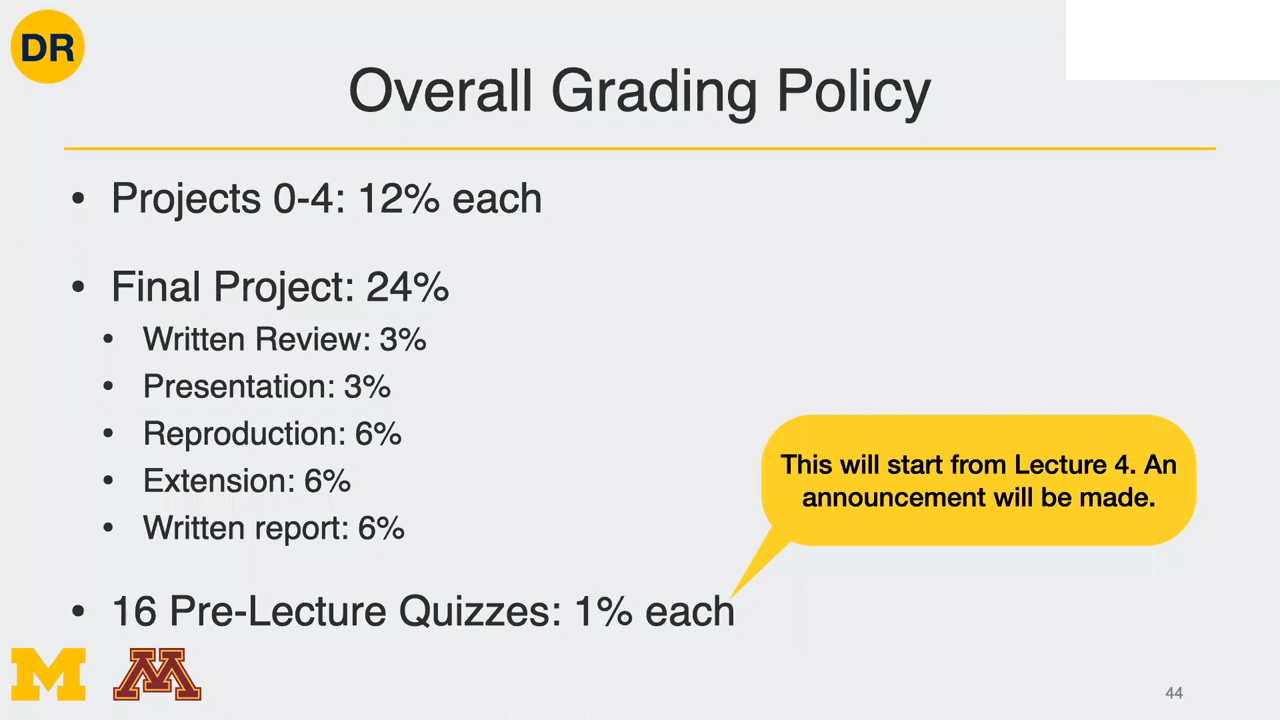 DR
Overall Grading Policy
• Projects 0-4: 12% each
• Final Project: 24%
• Written Review: 3%
• Presentation: 3%
• Reproduction: 6%
• Extension: 6%
• Written report: 6%
This will start from Lecture 4. An
announcement will be made.
• 16 Pre-Lecture Quizzes: 1% each
M M
44